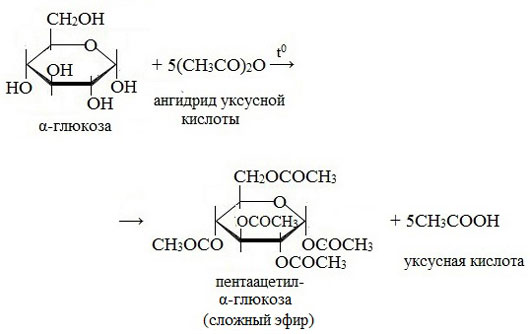 CH2OH
O
OH
HO
OH
OH
+ 5(CH3CO)2O
t0
α-глюкоза
ангидрид уксусной
кислоты
CH2OCOCH3
O
OCOCH3
CH3OCO
OCOCH3
OCOCH3
+ 5CH3COOH
пентаацетил-
α-глюкоза
(сложный эфир)
уксусная кислота